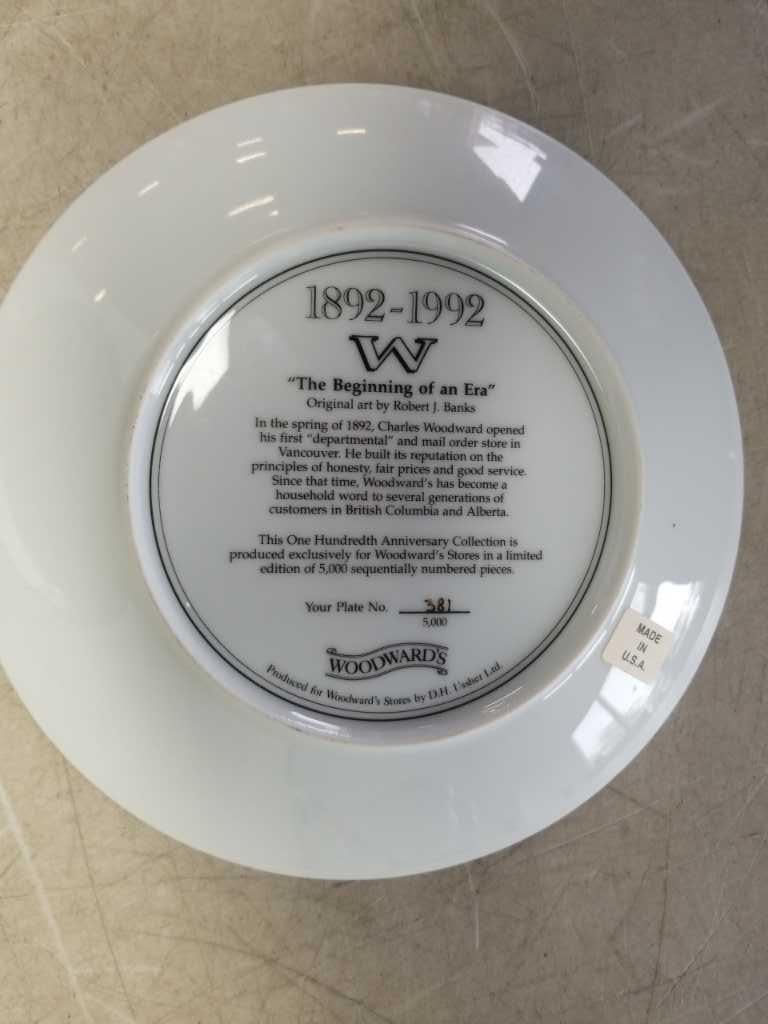 1892-1992
W
"The Beginning of an Era"
Original art by Robert J. Banks
In the spring of 1892, Charles Woodward opened
his first "departmental" and mail order store in
Vancouver. He built its reputation on the
principles of honesty, fair prices and good service.
Since that time, Woodward's has become a
household word to several generations of
customers in British Columbia and Alberta.
This One Hundredth Anniversary Collection is
produced exclusively for Woodward's Stores in a limited
edition of 5,000 sequentially numbered pieces.
Your Plate No. 381
5,000
WOODWARD'S
Produced for Woodward's Stores by D.H. Ussher Ltd.
MADE
IN
U.S.A.